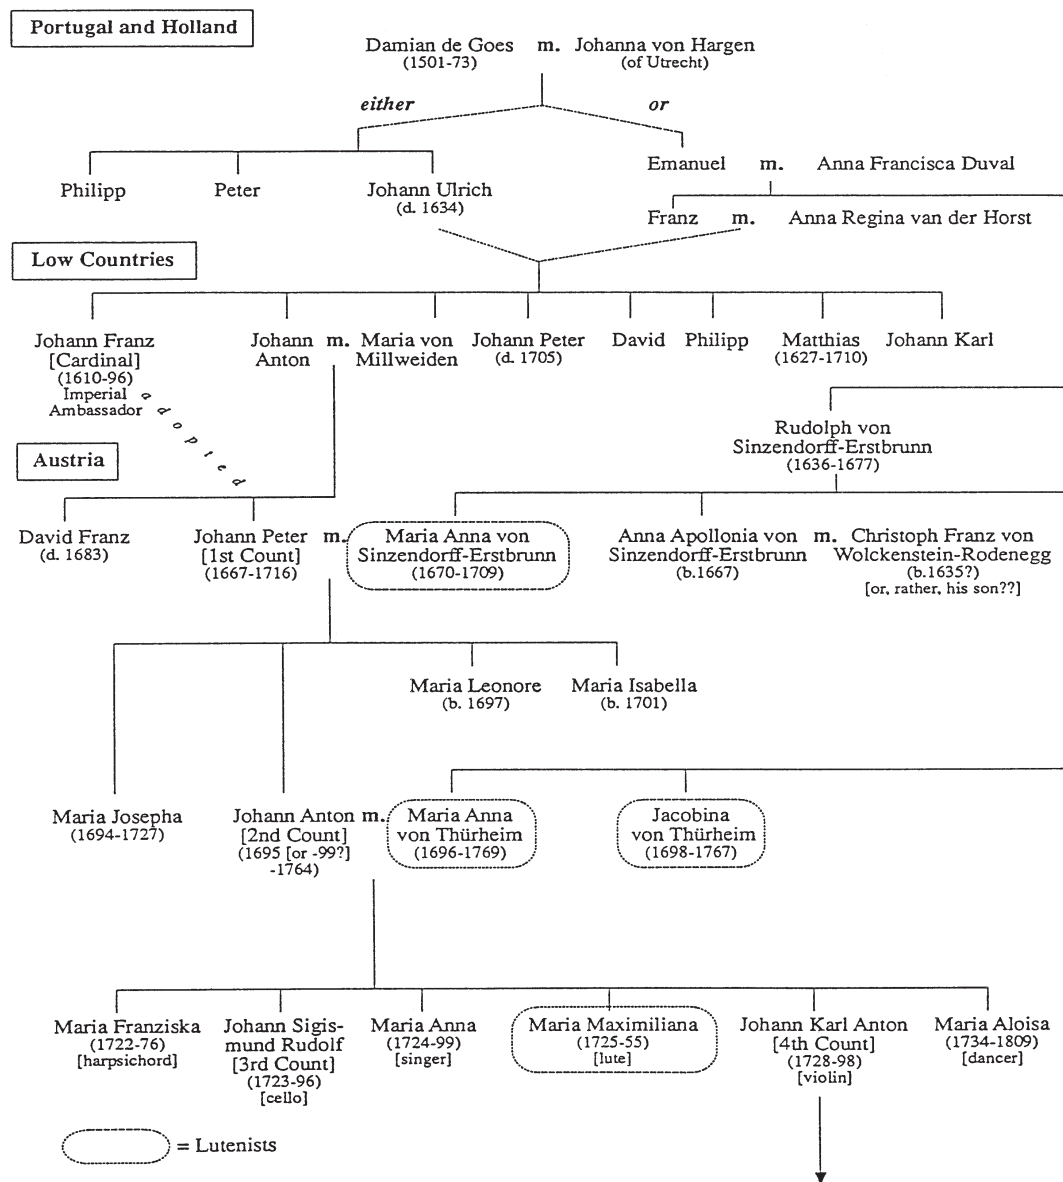 Portugal and Holland
Damian de Goes m. Johanna von Hargen
(1501-73) (of Utrecht)
either or
Emanuel m. Anna Francisca Duval
Philipp Peter Johann Ulrich
(d. 1634)
Franz m. Anna Regina van der Horst
Low Countries
Johann Franz
[Cardinal]
(1610-96)
Imperial
Ambassador
adopted
Johann
Anton
m.
Maria von
Millweiden
Johann Peter
(d. 1705)
David
Philipp
Matthias
(1627-1710)
Johann Karl
Rudolph von
Sinzendorff-Erstbrunn
(1636-1677)
Austria
David Franz
(d. 1683)
Johann Peter m.
[1st Count]
(1667-1716)
Maria Anna von
Sinzendorff-Erstbrunn
(1670-1709)
Anna Apollonia von
Sinzendorff-Erstbrunn
(b.1667)
m.
Christoph Franz von
Wolckenstein-Rodenegg
(b.1635?)
[or, rather, his son??]
Maria Leonore
(b. 1697)
Maria Isabella
(b. 1701)
Maria Josepha
(1694-1727)
Johann Anton m.
[2nd Count]
(1695 [or -99?]
-1764)
Maria Anna
von Thürheim
(1696-1769)
Jacobina
von Thürheim
(1698-1767)
Maria Franziska
(1722-76)
[harpsichord]
Johann Sigis-
mund Rudolf
[3rd Count]
(1723-96)
[cello]
Maria Anna
(1724-99)
[singer]
Maria Maximiliana
(1725-55)
[lute]
Johann Karl Anton
[4th Count]
(1728-98)
[violin]
Maria Aloisa
(1734-1809)
[dancer]
= Lutenists